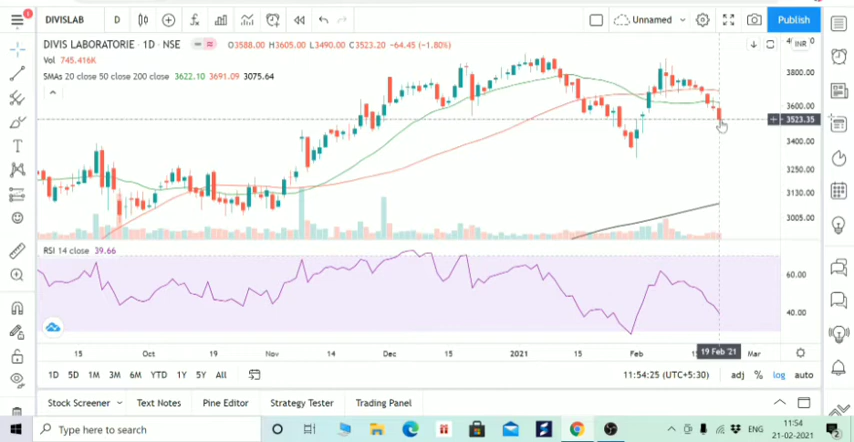 DIVISLAB D Unnamed Publish
DIVIS LABORATORIE · 1D · NSE O3588.00 H3605.00 L3490.00 C3523.20 -64.45 (-1.80%) INR
Vol 745.416K
SMAs 20 close 50 close 200 close 3622.10 3691.09 3075.64
3800.00
3600.00
3523.35
3400.00
3250.00
3130.00
3005.00
RSI 14 close 39.66
60.00
40.00
15 Oct 19 Nov 14 Dec 15 2021 15 Feb 19 Feb '21 Mar
1D 5D 1M 3M 6M YTD 1Y 5Y All 11:54:25 (UTC+5:30) adj % log auto
Stock Screener Text Notes Pine Editor Strategy Tester Trading Panel
Type here to search ENG 11:54
21-02-2021 2